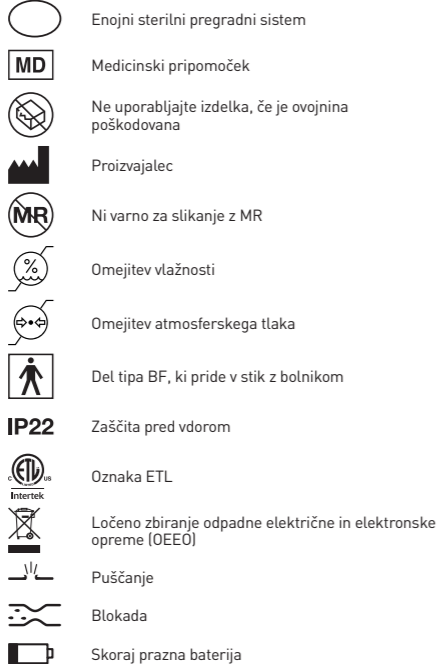 Enojni sterilni pregradni sistem
MD
Medicinski pripomoček
Ne uporabljajte izdelka, če je ovojnina
poškodovana
Proizvajalec
MR
Ni varno za slikanje z MR
%
Omejitev vlažnosti
Omejitev atmosferskega tlaka
Del tipa BF, ki pride v stik z bolnikom
IP22
Zaščita pred vdorom
c ETL us
Intertek
Oznaka ETL
Ločeno zbiranje odpadne električne in elektronske
opreme (OEEO)
Puščanje
Blokada
Skoraj prazna baterija